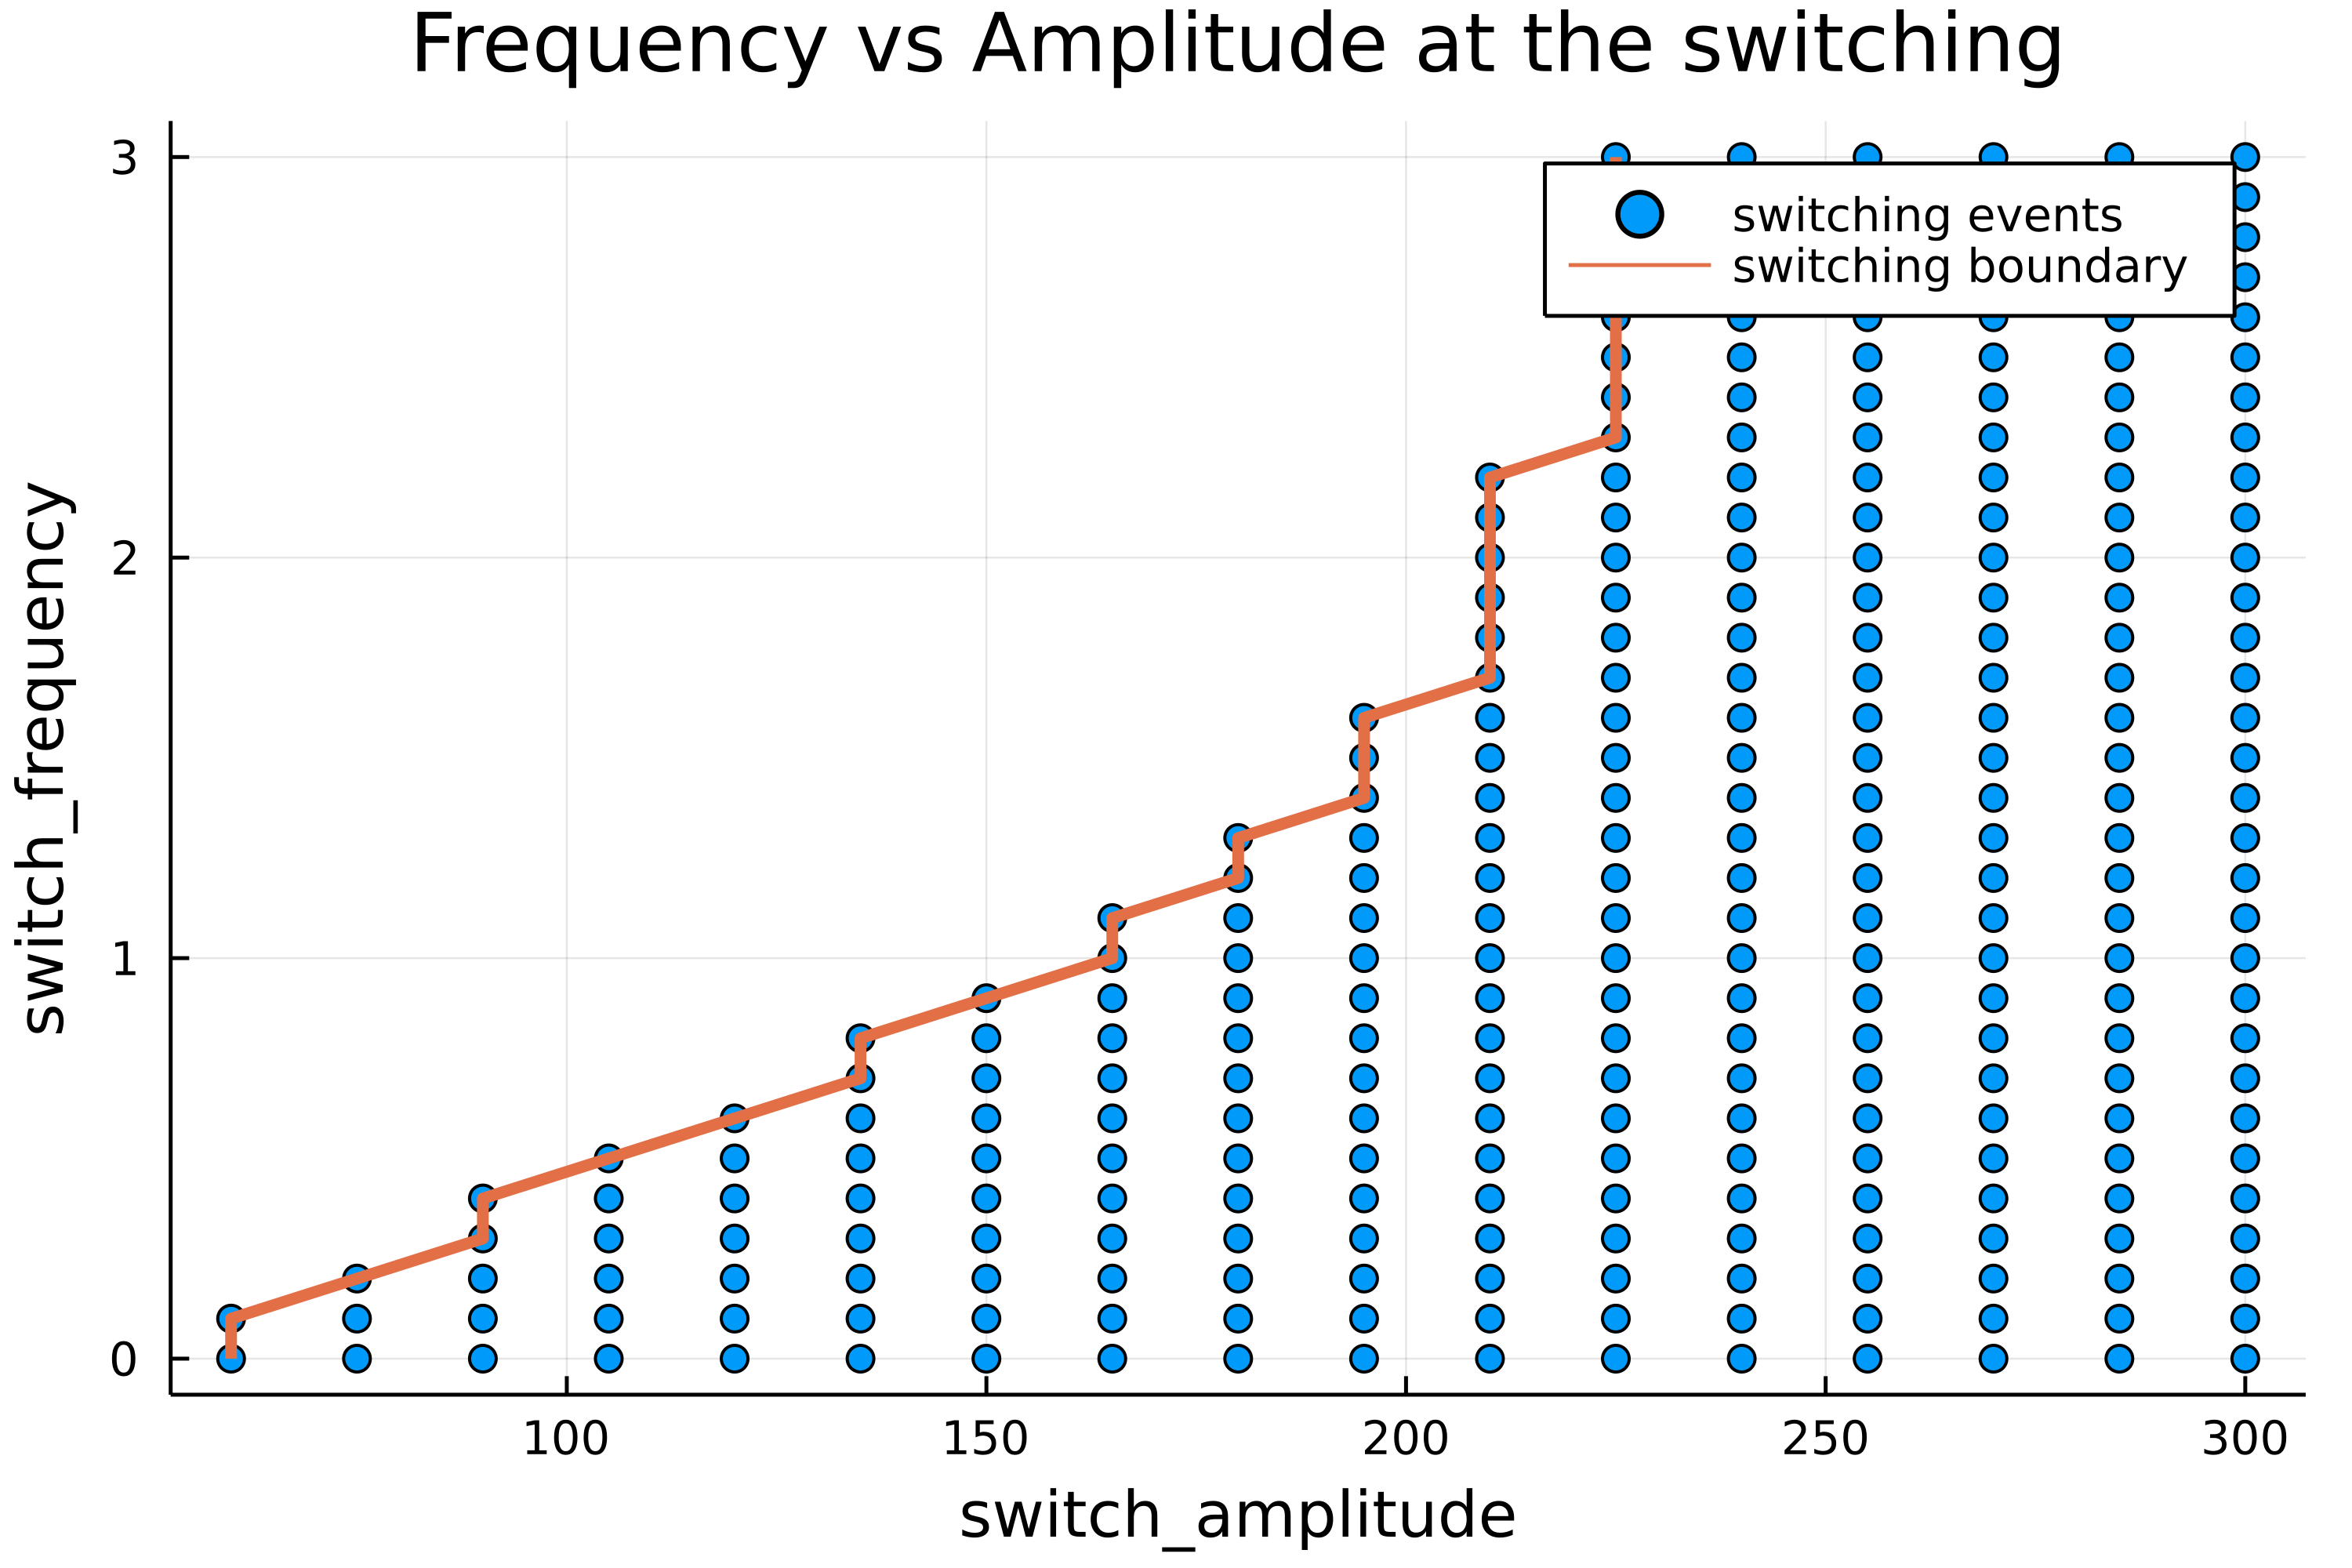 Frequency vs Amplitude at the switching
switching events
switching boundary
switch_frequency
3
2
1
0
100 150 200 250 300
switch_amplitude